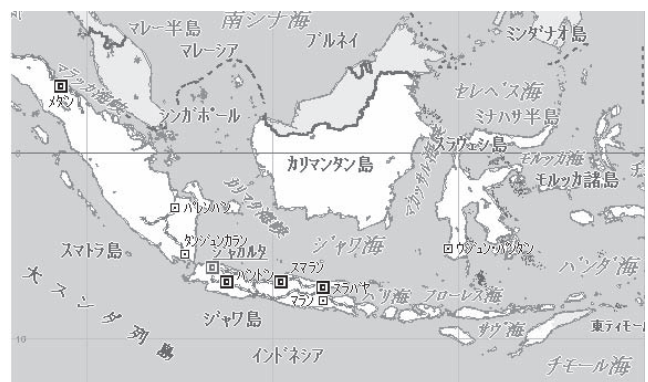 マレー半島
南シナ海
ブルネイ
ミンダナオ島
マレーシア
マラッカ海峡
メダン
シンガポール
セレベス海
ミナハサ半島
スラウェシ島
0
カリマンタン島
マカッサル海峡
モルッカ海
モルッカ諸島
カリマタ海峡
パレンバン
スマトラ島
タンジュンカラン
ジャカルタ
ジャワ海
ウジュン・パンダン
バンダ海
バンドン
スマラン
スラバヤ
マラン
バリ海
フローレス海
大スンダ列島
ジャワ島
サウ海
東ティモール
10
インドネシア
チモール海